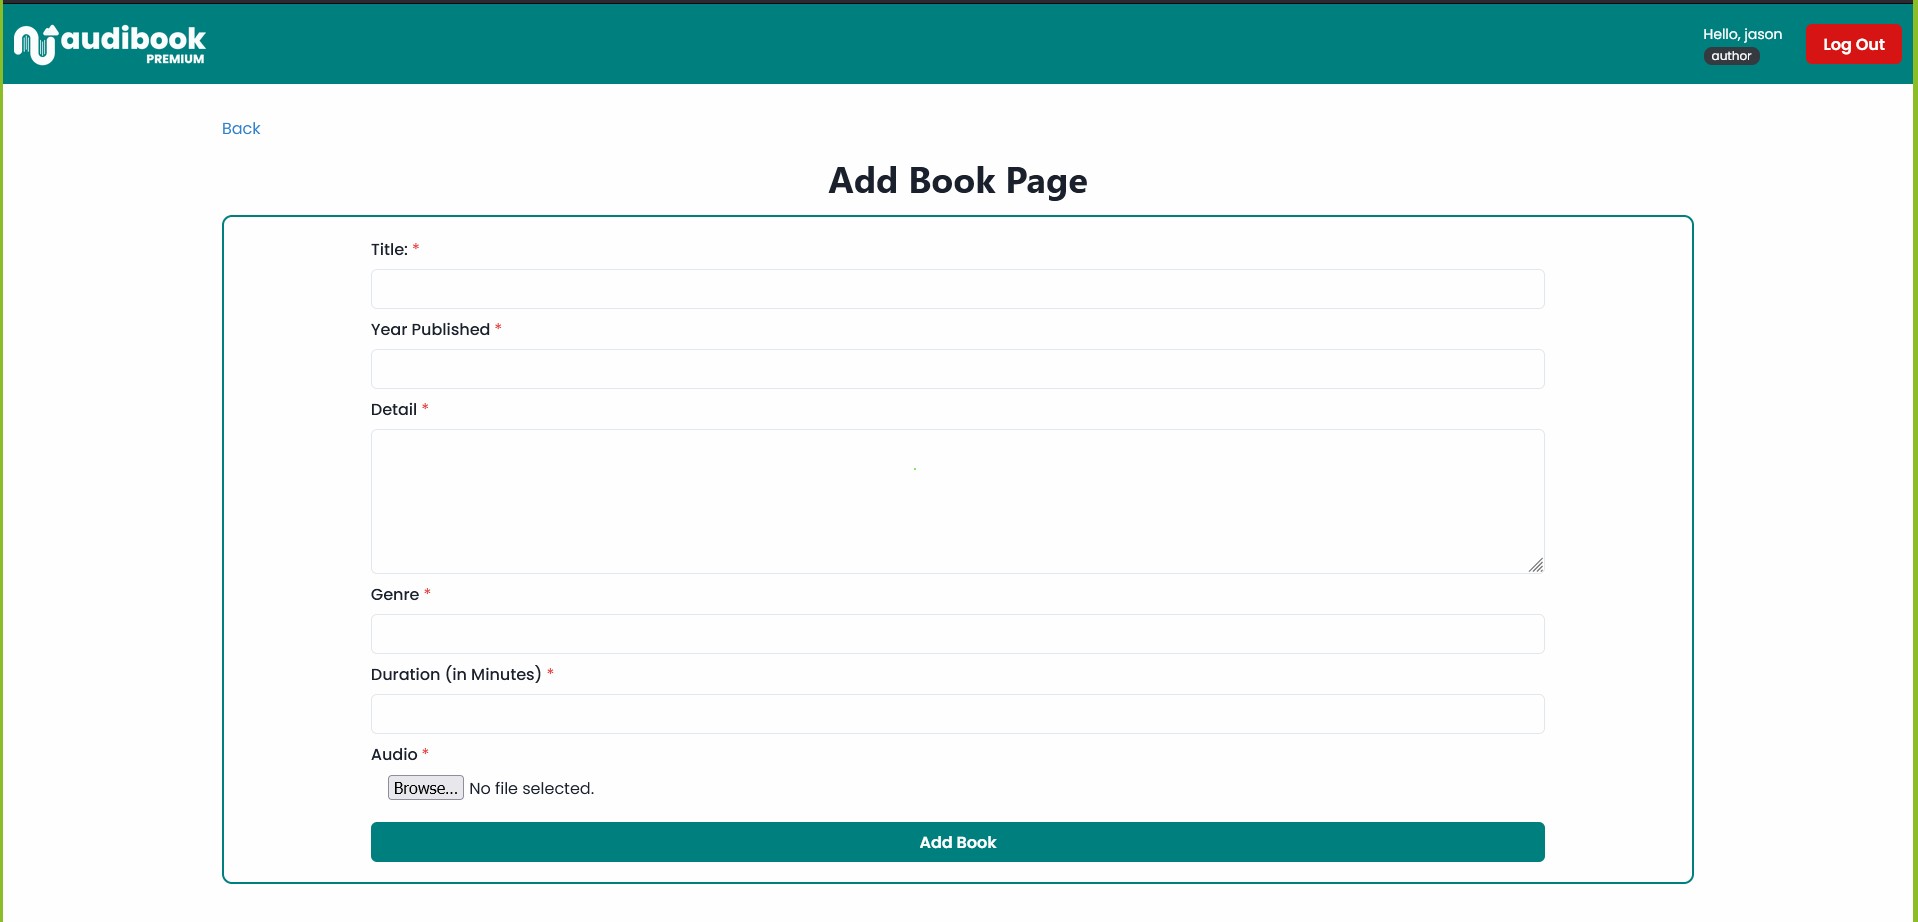 audibook
PREMIUM
Hello, jason
author
Log Out
Back
Add Book Page
Title: *
Year Published *
Detail *
Genre *
Duration (in Minutes) *
Audio *
Browse... No file selected.
Add Book